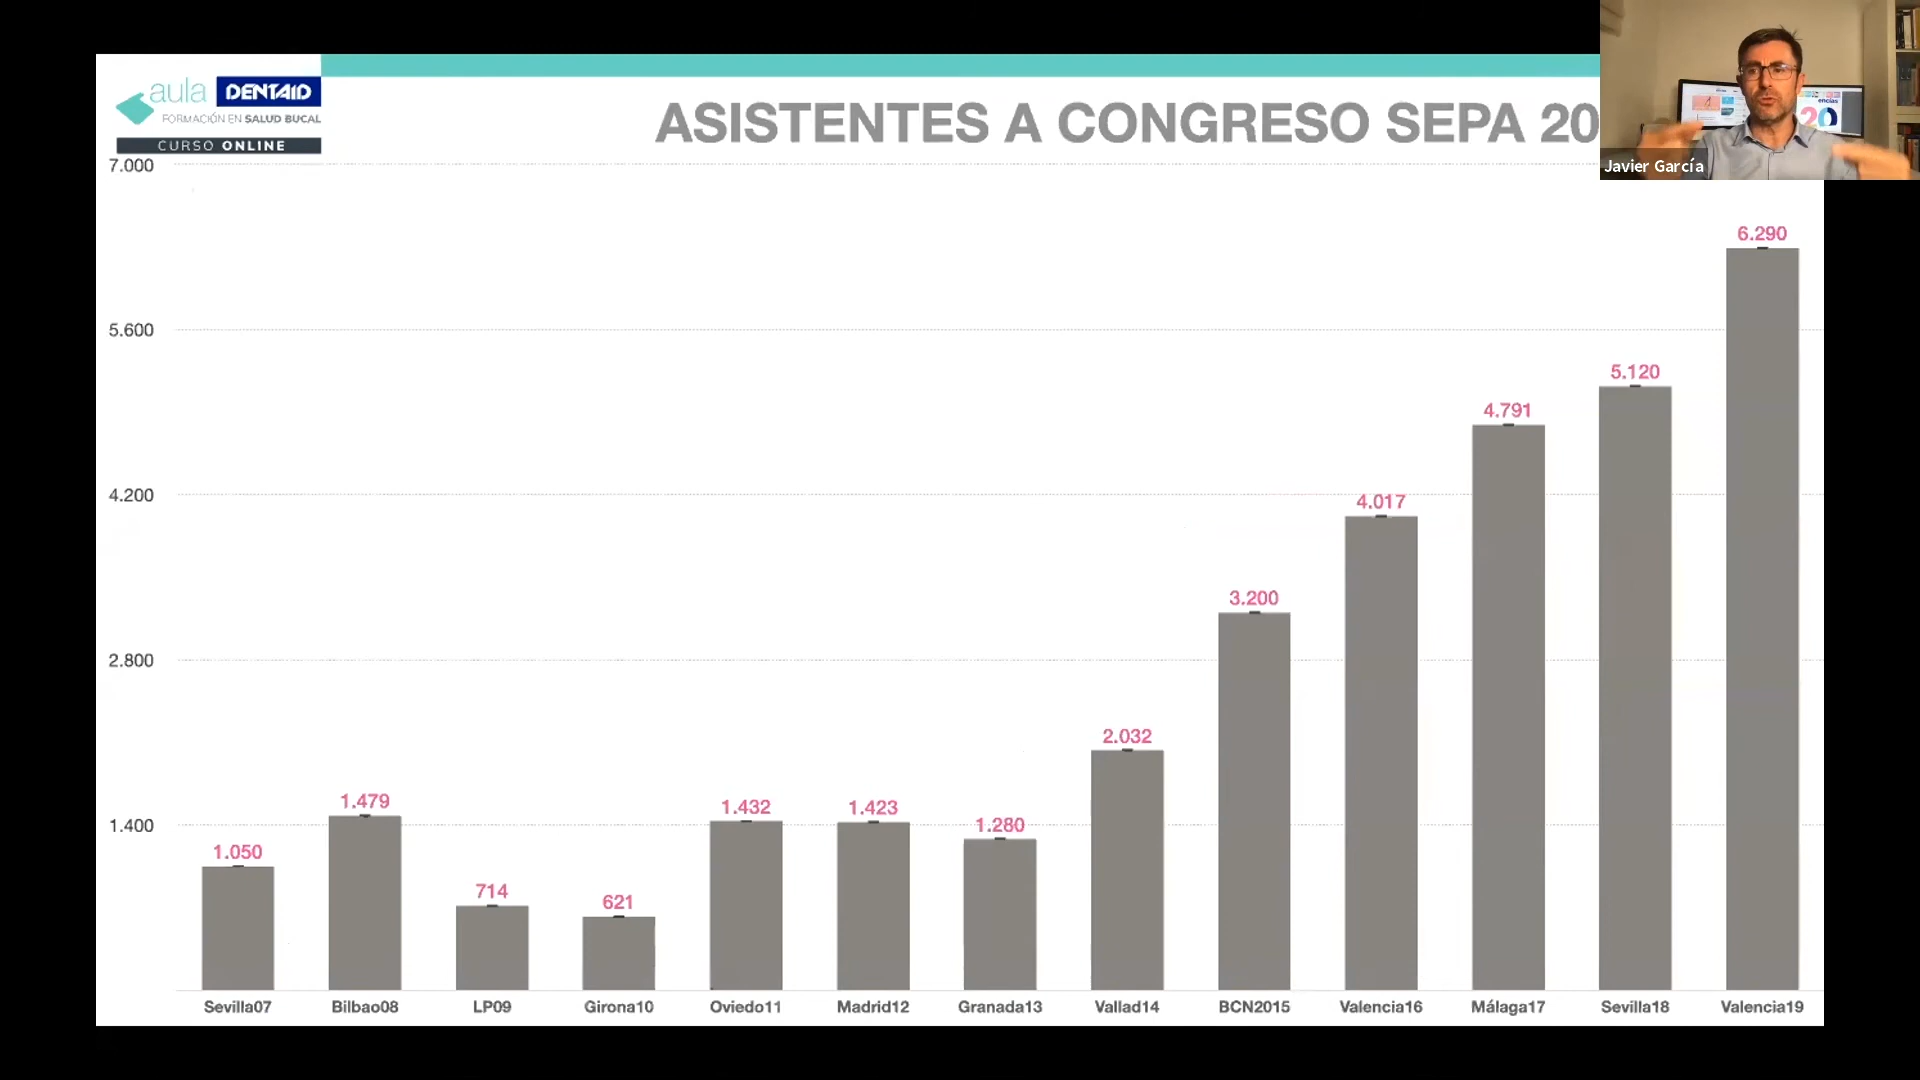 aula DENTAID
FORMACIÓN EN SALUD BUCAL
CURSO ONLINE
ASISTENTES A CONGRESO SEPA 20
Javier García
encías
20
7.000
5.600
4.200
2.800
1.400
1.050
1.479
714
621
1.432
1.423
1.280
2.032
3.200
4.017
4.791
5.120
6.290
Sevilla07 Bilbao08 LP09 Girona10 Oviedo11 Madrid12 Granada13 Vallad14 BCN2015 Valencia16 Málaga17 Sevilla18 Valencia19